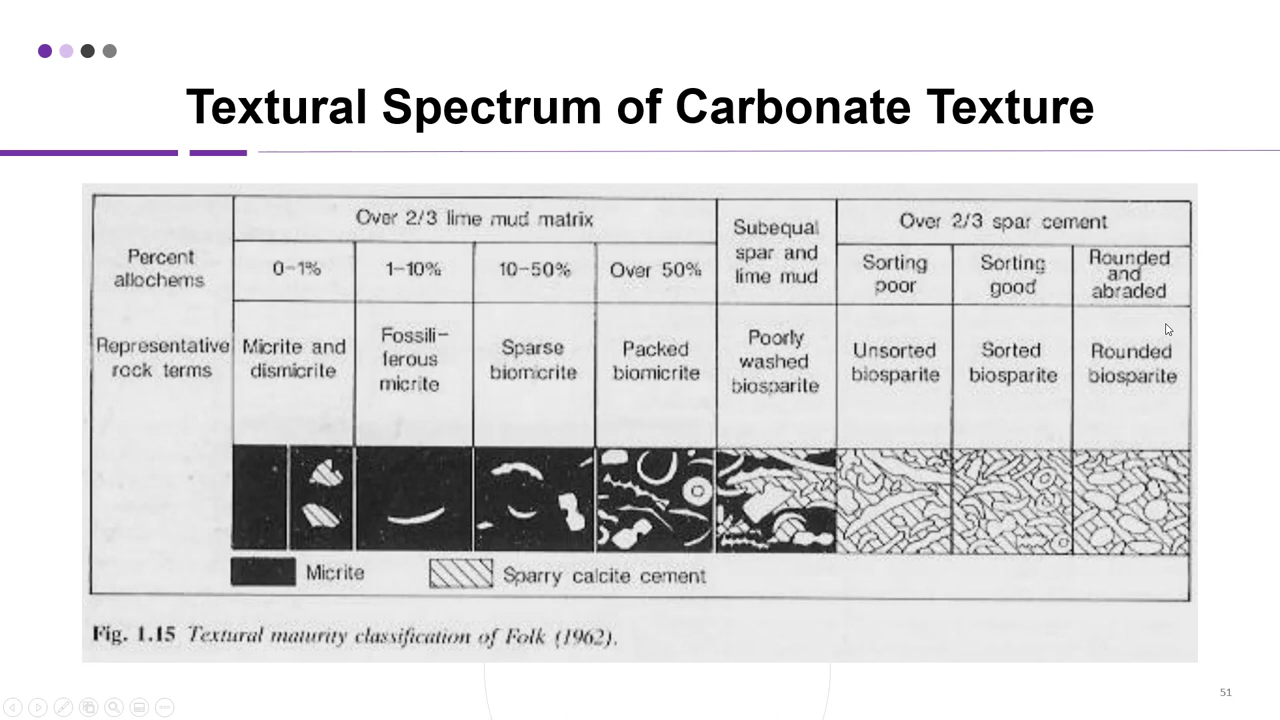 Textural Spectrum of Carbonate Texture
Over 2/3 lime mud matrix
Subequal
spar and
lime mud
Over 2/3 spar cement
Percent
allochems
0-1%
1-10%
10-50%
Over 50%
Sorting
poor
Sorting
good
Rounded
and
abraded
Representative
rock terms
Micrite and
dismicrite
Fossili-
ferous
micrite
Sparse
biomicrite
Packed
biomicrite
Poorly
washed
biosparite
Unsorted
biosparite
Sorted
biosparite
Rounded
biosparite
Micrite
Sparry calcite cement
Fig. 1.15 Textural maturity classification of Folk (1962).
51